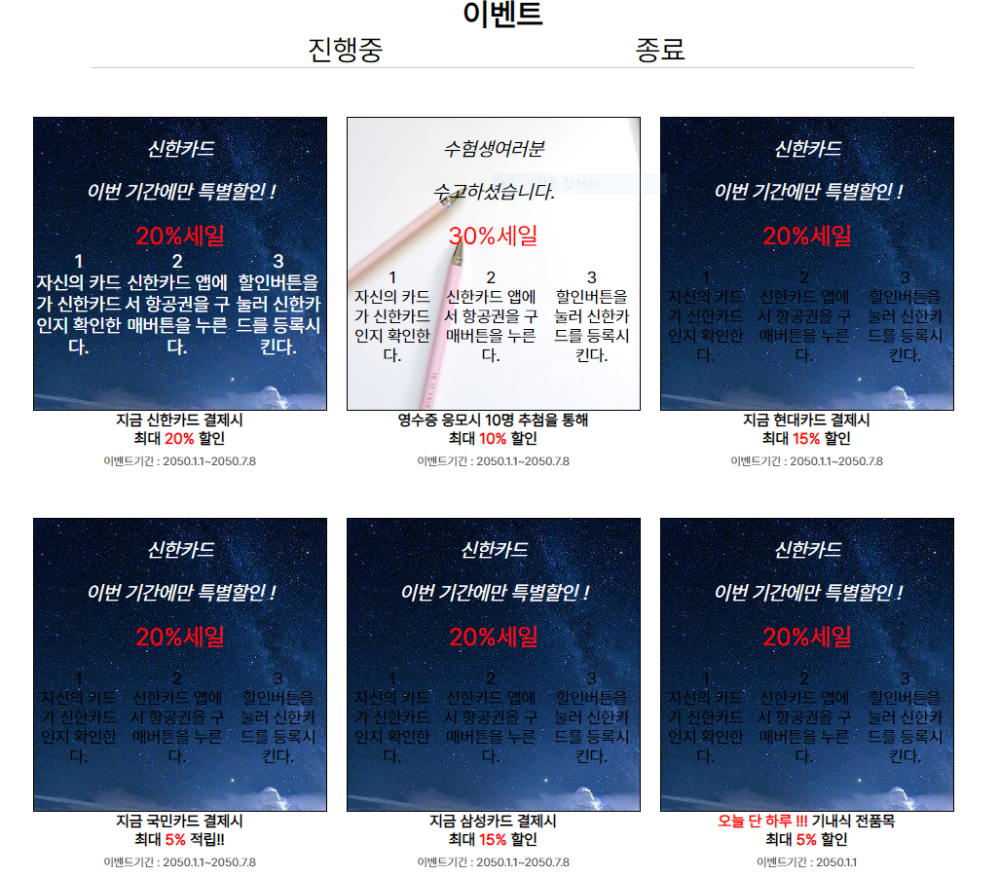 이벤트
진행중 종료
신한카드
이번 기간에만 특별할인 !
20%세일
1 2 3
자신의 카드 신한카드 앱에 할인버튼을
가 신한카드 서 항공권을 구 눌러 신한카
인지 확인한 매버튼을 누른 드를 등록시
다. 다. 킨다.
지금 신한카드 결제시
최대 20% 할인
이벤트기간 : 2050.1.1~2050.7.8
수험생여러분
수고하셨습니다.
캡처(R)
30%세일
1 2 3
자신의 카드 신한카드 앱에 할인버튼을
가 신한카드 서 항공권을 구 눌러 신한카
인지 확인한 매버튼을 누른 드를 등록시
다. 다. 킨다.
영수증 응모시 10명 추첨을 통해
최대 10% 할인
이벤트기간 : 2050.1.1~2050.7.8
신한카드
이번 기간에만 특별할인 !
20%세일
1 2 3
자신의 카드 신한카드 앱에 할인버튼을
가 신한카드 서 항공권을 구 눌러 신한카
인지 확인한 매버튼을 누른 드를 등록시
다. 다. 킨다.
지금 현대카드 결제시
최대 15% 할인
이벤트기간 : 2050.1.1~2050.7.8
신한카드
이번 기간에만 특별할인 !
20%세일
1 2 3
자신의 카드 신한카드 앱에 할인버튼을
가 신한카드 서 항공권을 구 눌러 신한카
인지 확인한 매버튼을 누른 드를 등록시
다. 다. 킨다.
지금 국민카드 결제시
최대 5% 적립!!
이벤트기간 : 2050.1.1~2050.7.8
신한카드
이번 기간에만 특별할인 !
20%세일
1 2 3
자신의 카드 신한카드 앱에 할인버튼을
가 신한카드 서 항공권을 구 눌러 신한카
인지 확인한 매버튼을 누른 드를 등록시
다. 다. 킨다.
지금 삼성카드 결제시
최대 15% 할인
이벤트기간 : 2050.1.1~2050.7.8
신한카드
이번 기간에만 특별할인 !
20%세일
1 2 3
자신의 카드 신한카드 앱에 할인버튼을
가 신한카드 서 항공권을 구 눌러 신한카
인지 확인한 매버튼을 누른 드를 등록시
다. 다. 킨다.
오늘 단 하루 !!! 기내식 전품목
최대 5% 할인
이벤트기간 : 2050.1.1